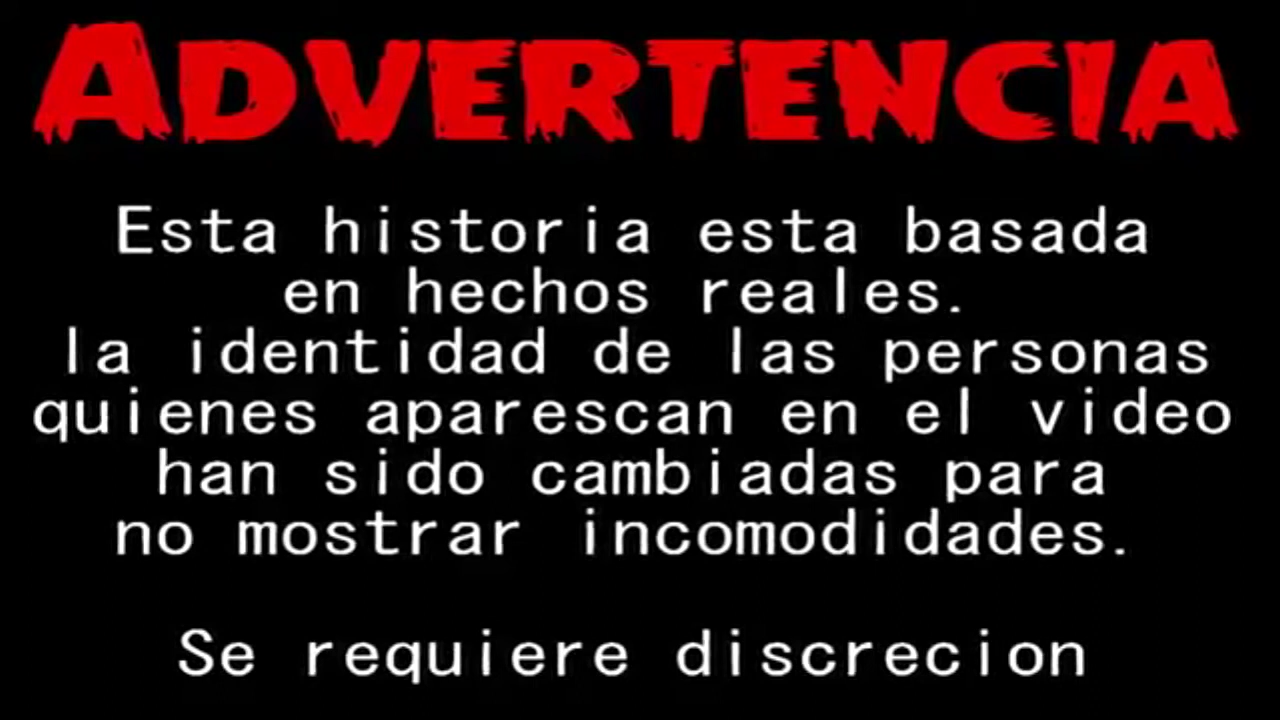 ADVERTENCIA
Esta historia esta basada
en hechos reales.
la identidad de las personas
quienes aparescan en el video
han sido cambiadas para
no mostrar incomodidades.
Se requiere discrecion